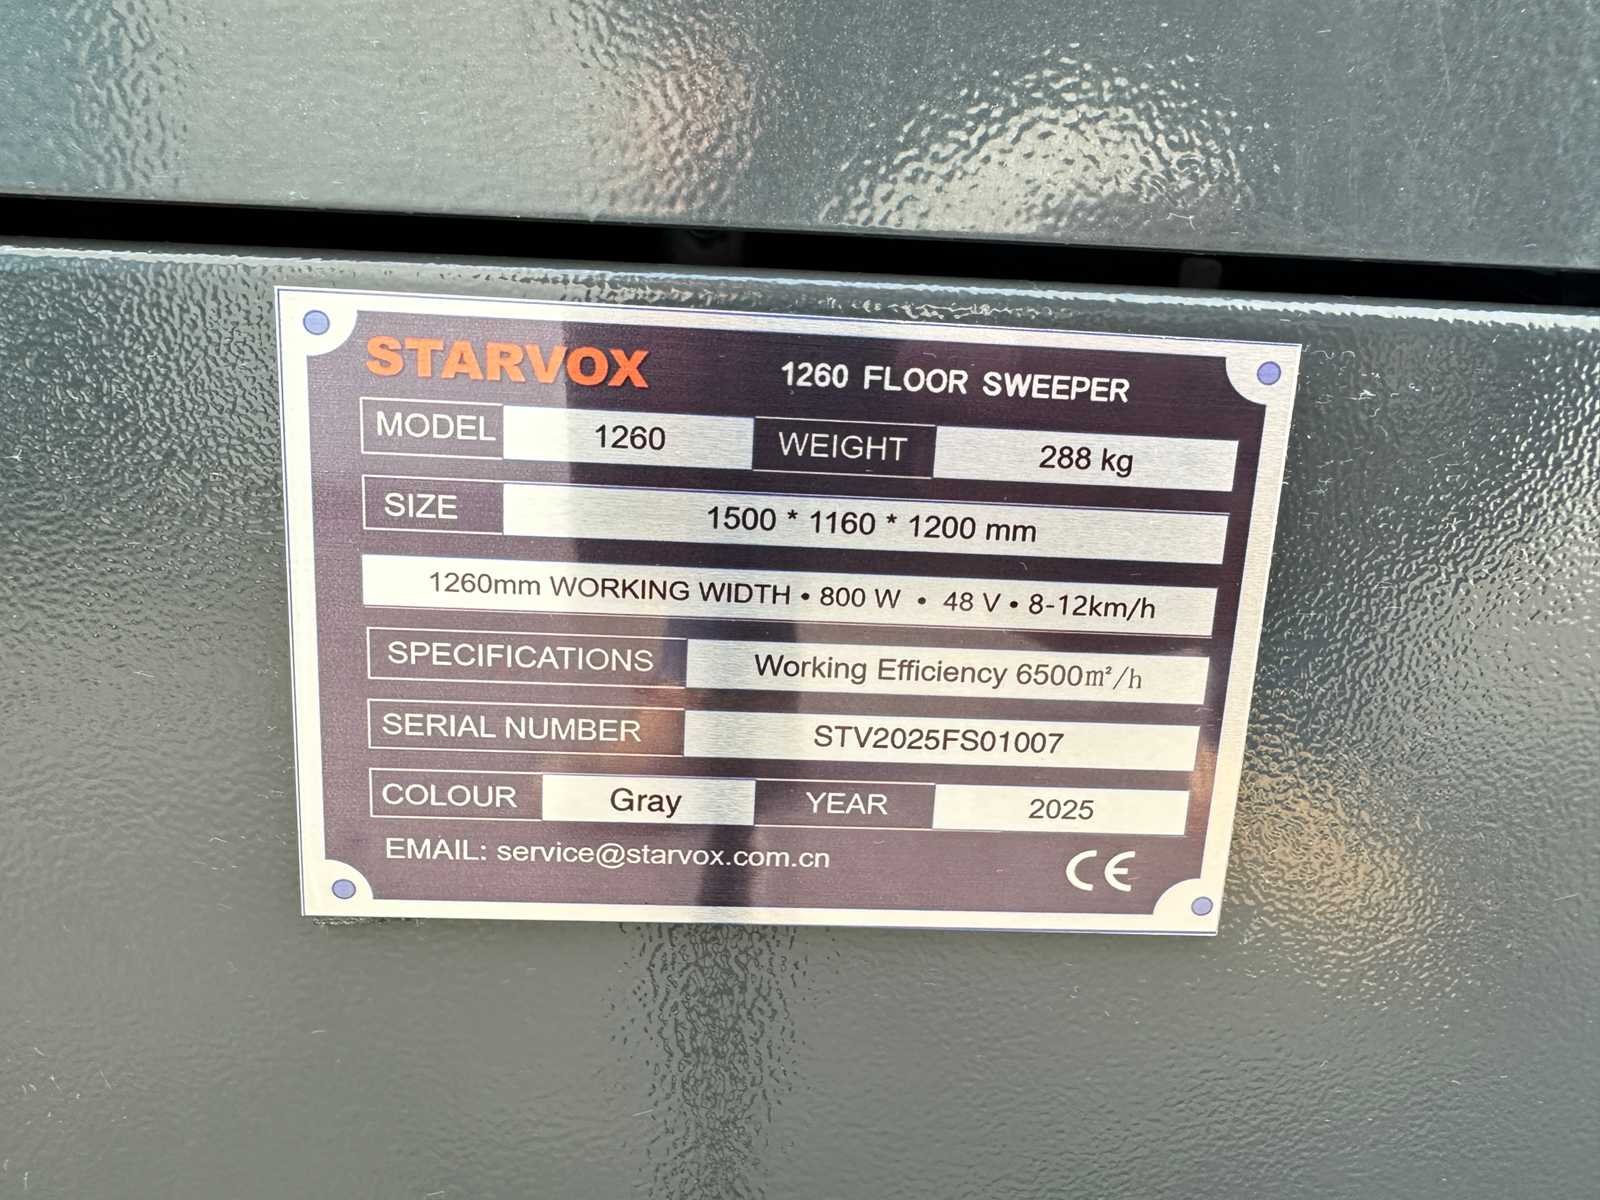 STARVOX 1260 FLOOR SWEEPER
MODEL 1260 WEIGHT 288 kg
SIZE 1500 * 1160 * 1200 mm
1260mm WORKING WIDTH • 800 W • 48 V • 8-12km/h
SPECIFICATIONS Working Efficiency 6500㎡/h
SERIAL NUMBER STV2025FS01007
COLOUR Gray YEAR 2025
EMAIL: service@starvox.com.cn CE